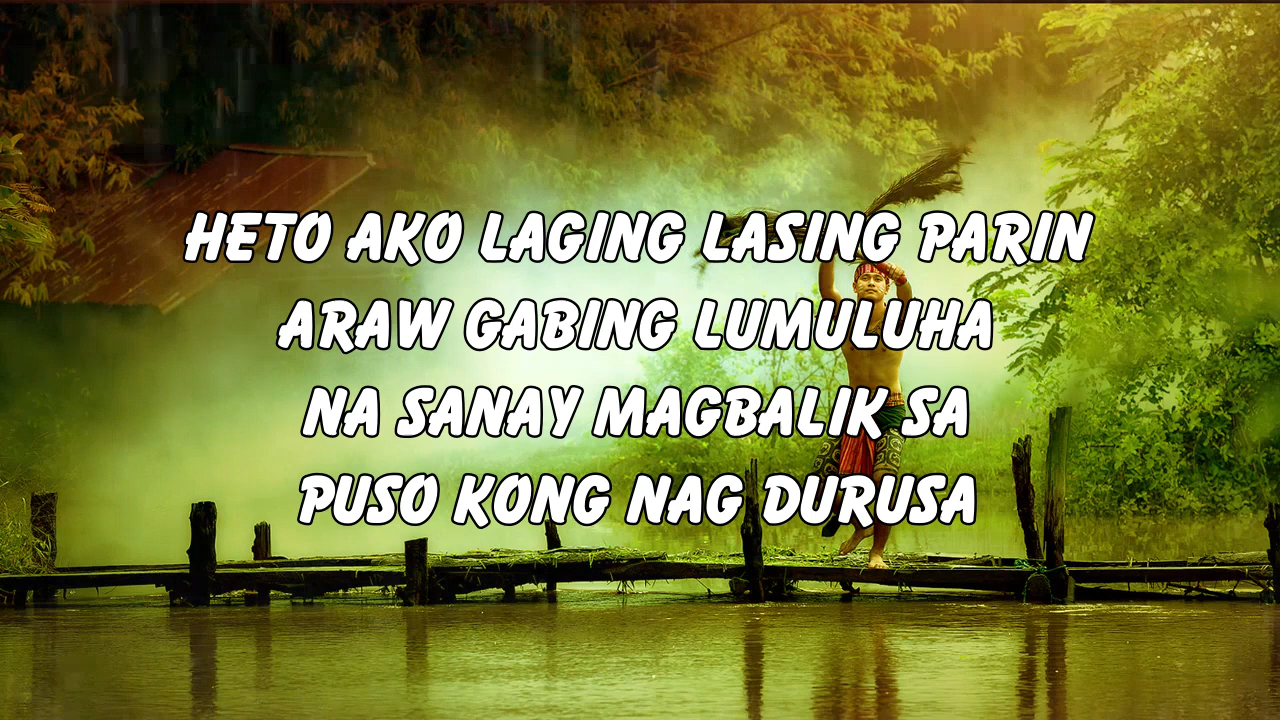 HETO AKO LAGING LASING PARIN
ARAW GABING LUMULUHA
NA SANAY MAGBALIK SA
PUSO KONG NAG DURUSA